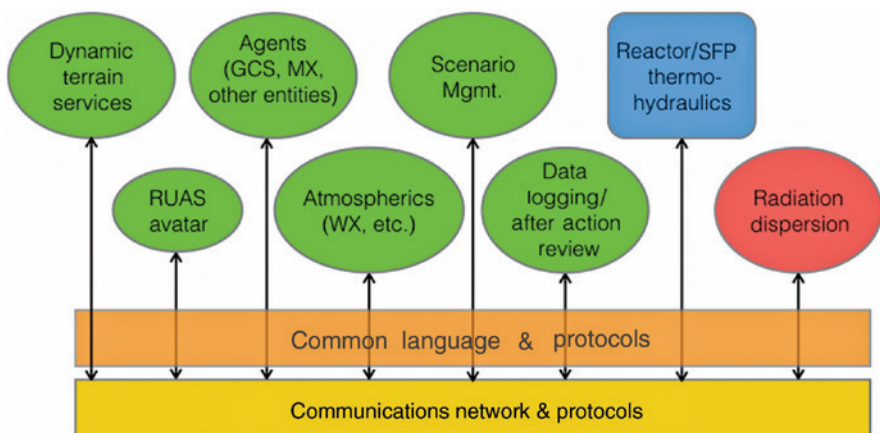 Dynamic
terrain
services
Agents
(GCS, MX,
other entities)
Scenario
Mgmt.
Reactor/SFP
thermo-
hydraulics
RUAS
avatar
Atmospherics
(WX, etc.)
Data
logging/
after action
review
Radiation
dispersion
Common language & protocols
Communications network & protocols